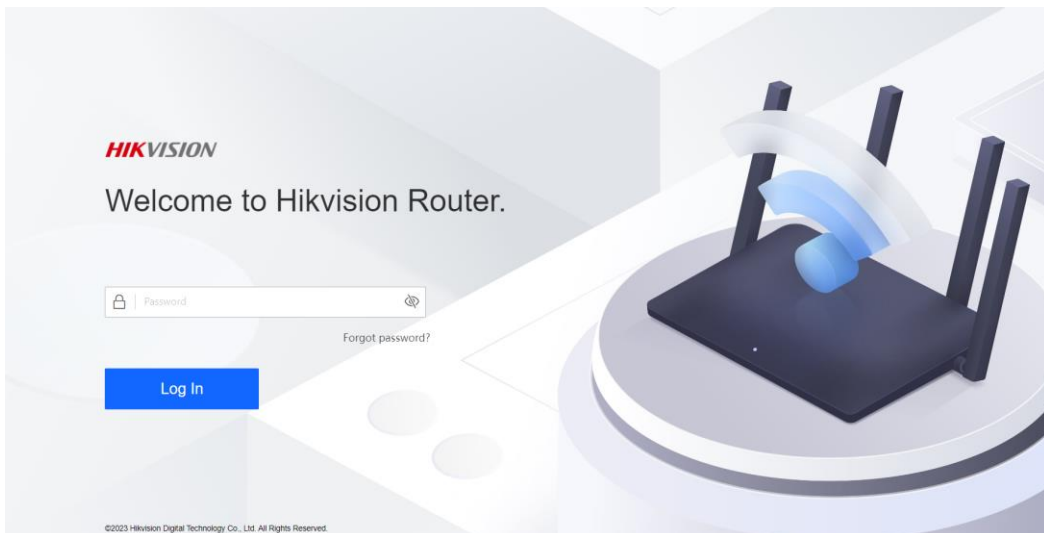 HIKVISION
Welcome to Hikvision Router.
Password
Forgot password?
Log In
©2023 Hikvision Digital Technology Co., Ltd. All Rights Reserved.